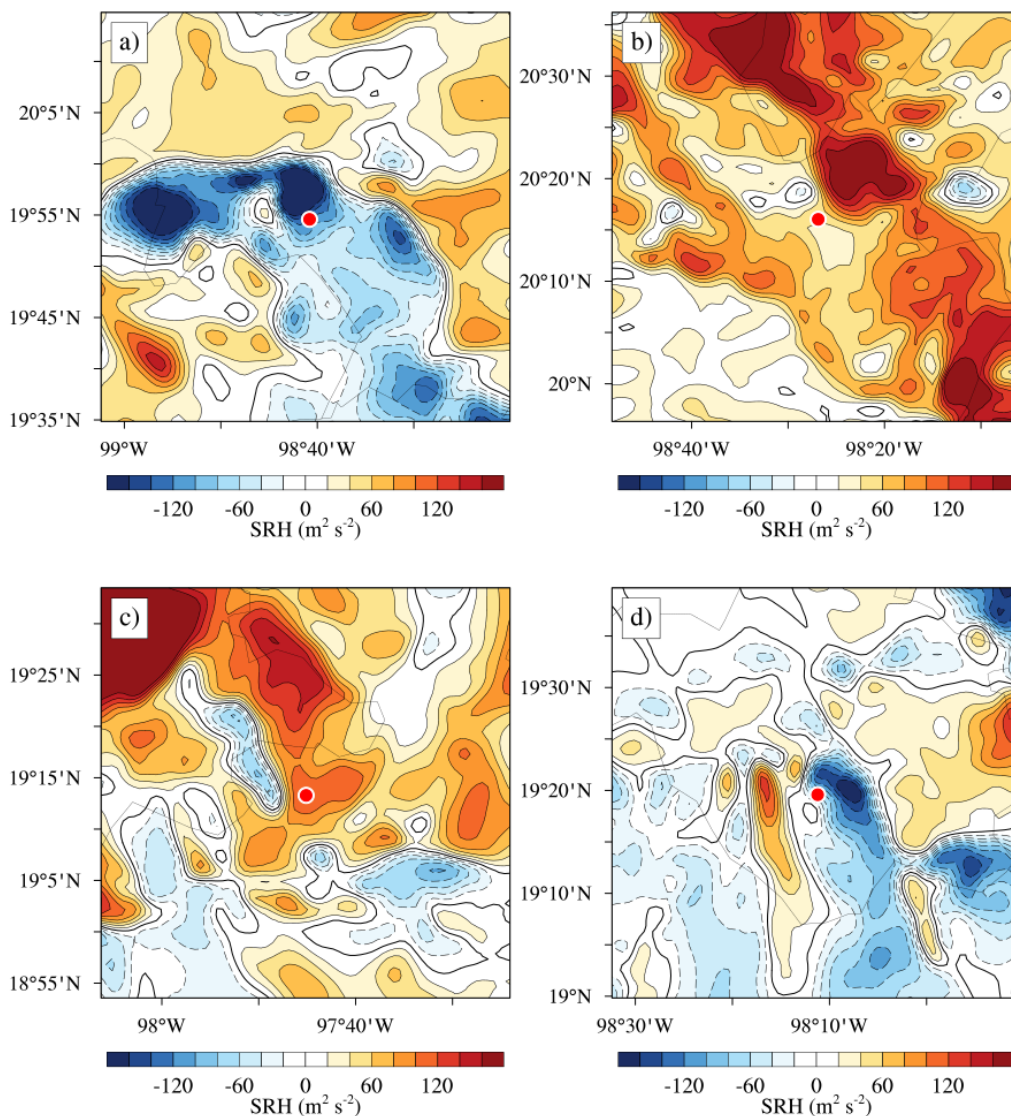 a)
20°5'N
19°55'N
19°45'N
19°35'N
99°W 98°40'W
-120 -60 0 60 120
SRH (m² s⁻²)
b)
20°30'N
20°20'N
20°10'N
20°N
98°40'W 98°20'W
-120 -60 0 60 120
SRH (m² s⁻²)
c)
19°25'N
19°15'N
19°5'N
18°55'N
98°W 97°40'W
-120 -60 0 60 120
SRH (m² s⁻²)
d)
19°30'N
19°20'N
19°10'N
19°N
98°30'W 98°10'W
-120 -60 0 60 120
SRH (m² s⁻²)